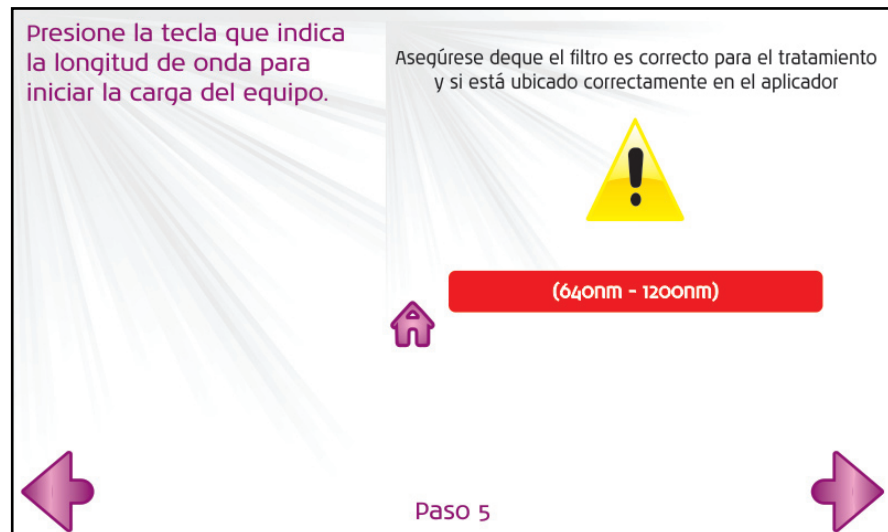 Presione la tecla que indica
la longitud de onda para
iniciar la carga del equipo.
Asegúrese deque el filtro es correcto para el tratamiento
y si está ubicado correctamente en el aplicador
(640nm - 1200nm)
Paso 5